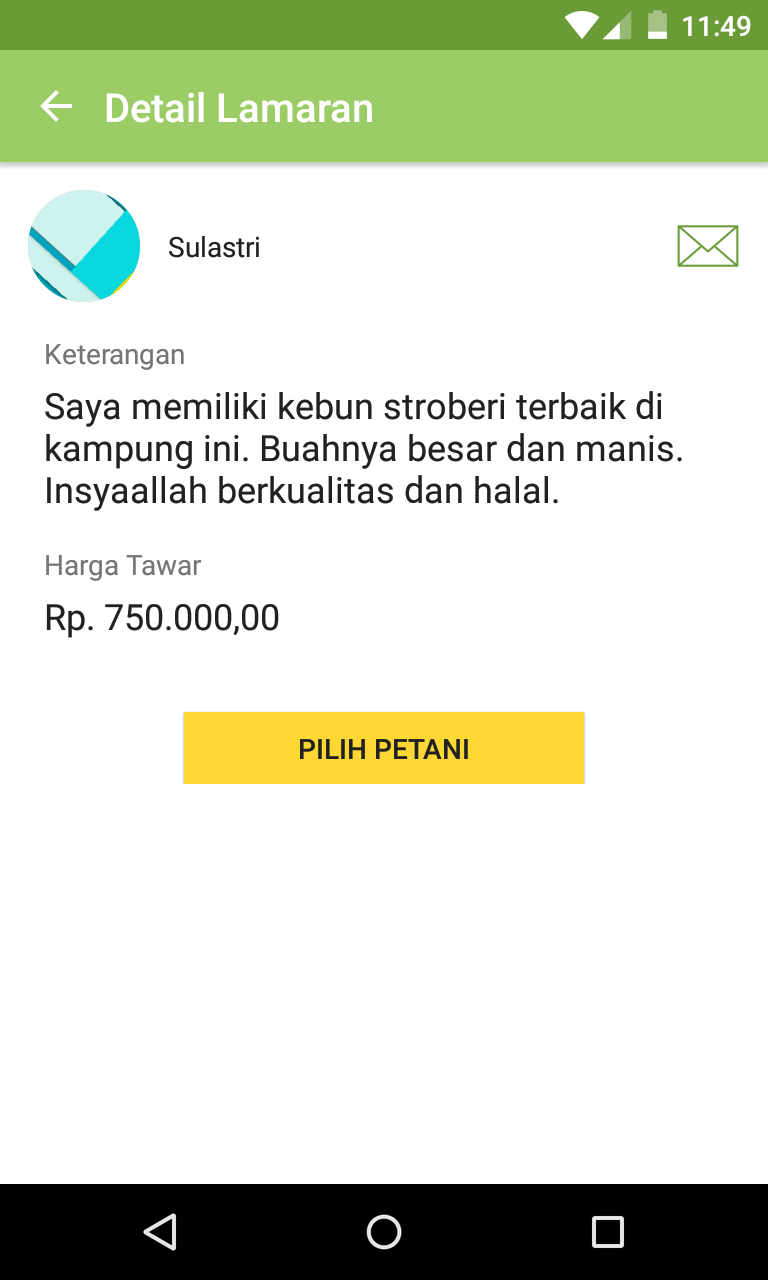 11:49
Detail Lamaran
Sulastri
Keterangan
Saya memiliki kebun stroberi terbaik di
kampung ini. Buahnya besar dan manis.
Insyaallah berkualitas dan halal.
Harga Tawar
Rp. 750.000,00
PILIH PETANI